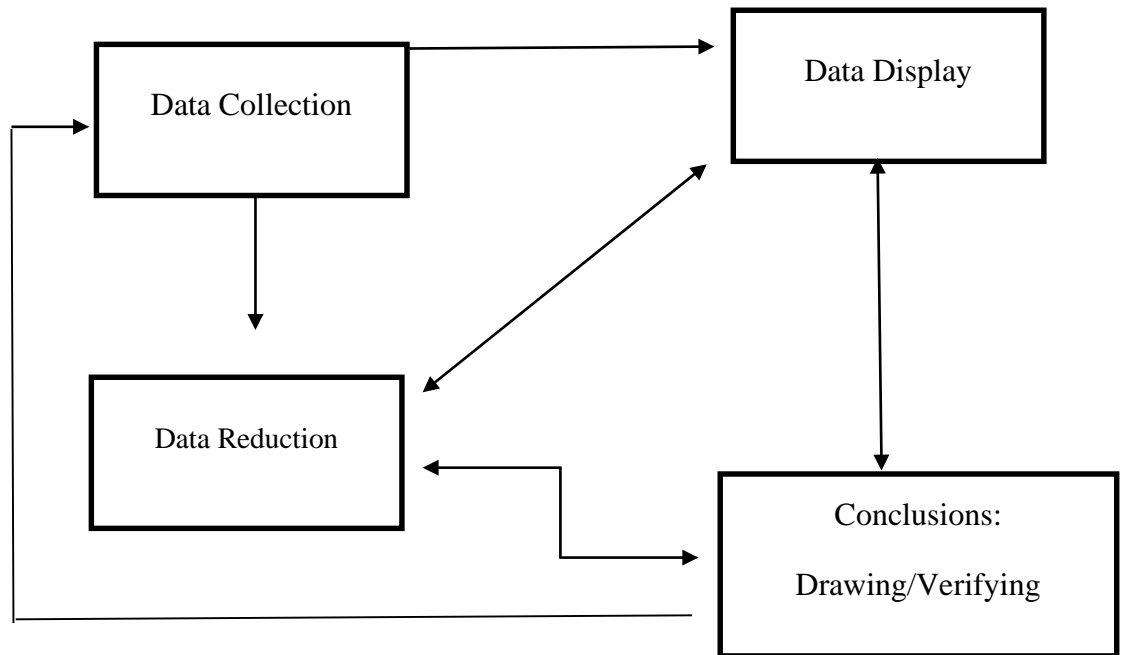 Data Collection
Data Display
Data Reduction
Conclusions:
Drawing/Verifying